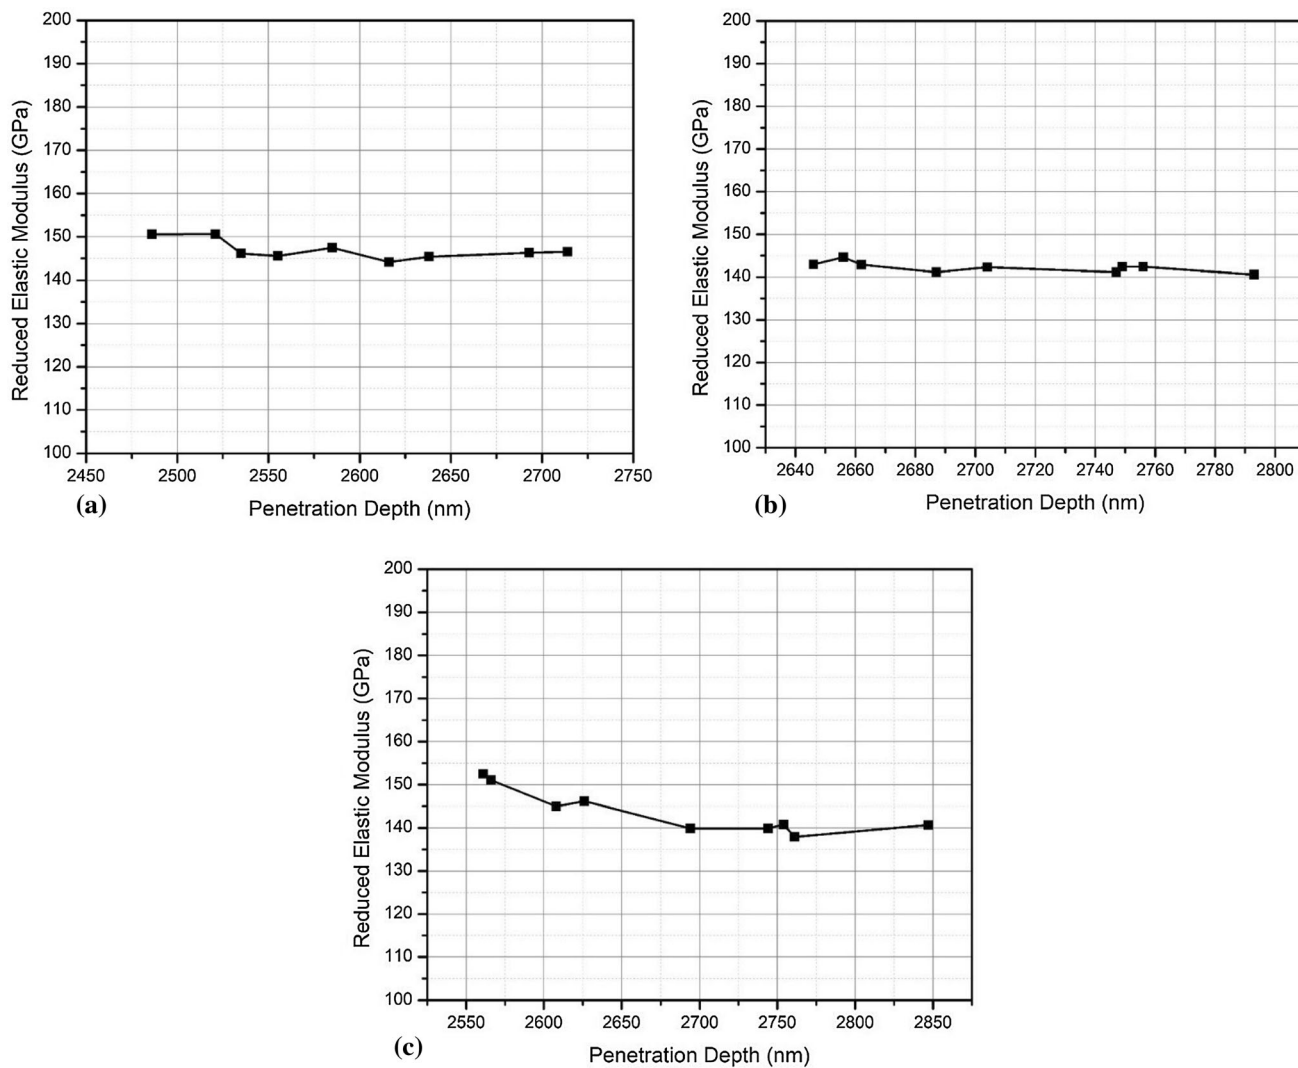 200
190
180
170
160
150
140
130
120
110
100
Reduced Elastic Modulus (GPa)
2450 2500 2550 2600 2650 2700 2750
Penetration Depth (nm)
(a)
200
190
180
170
160
150
140
130
120
110
100
Reduced Elastic Modulus (GPa)
2640 2660 2680 2700 2720 2740 2760 2780 2800
Penetration Depth (nm)
(b)
200
190
180
170
160
150
140
130
120
110
100
Reduced Elastic Modulus (GPa)
2550 2600 2650 2700 2750 2800 2850
Penetration Depth (nm)
(c)